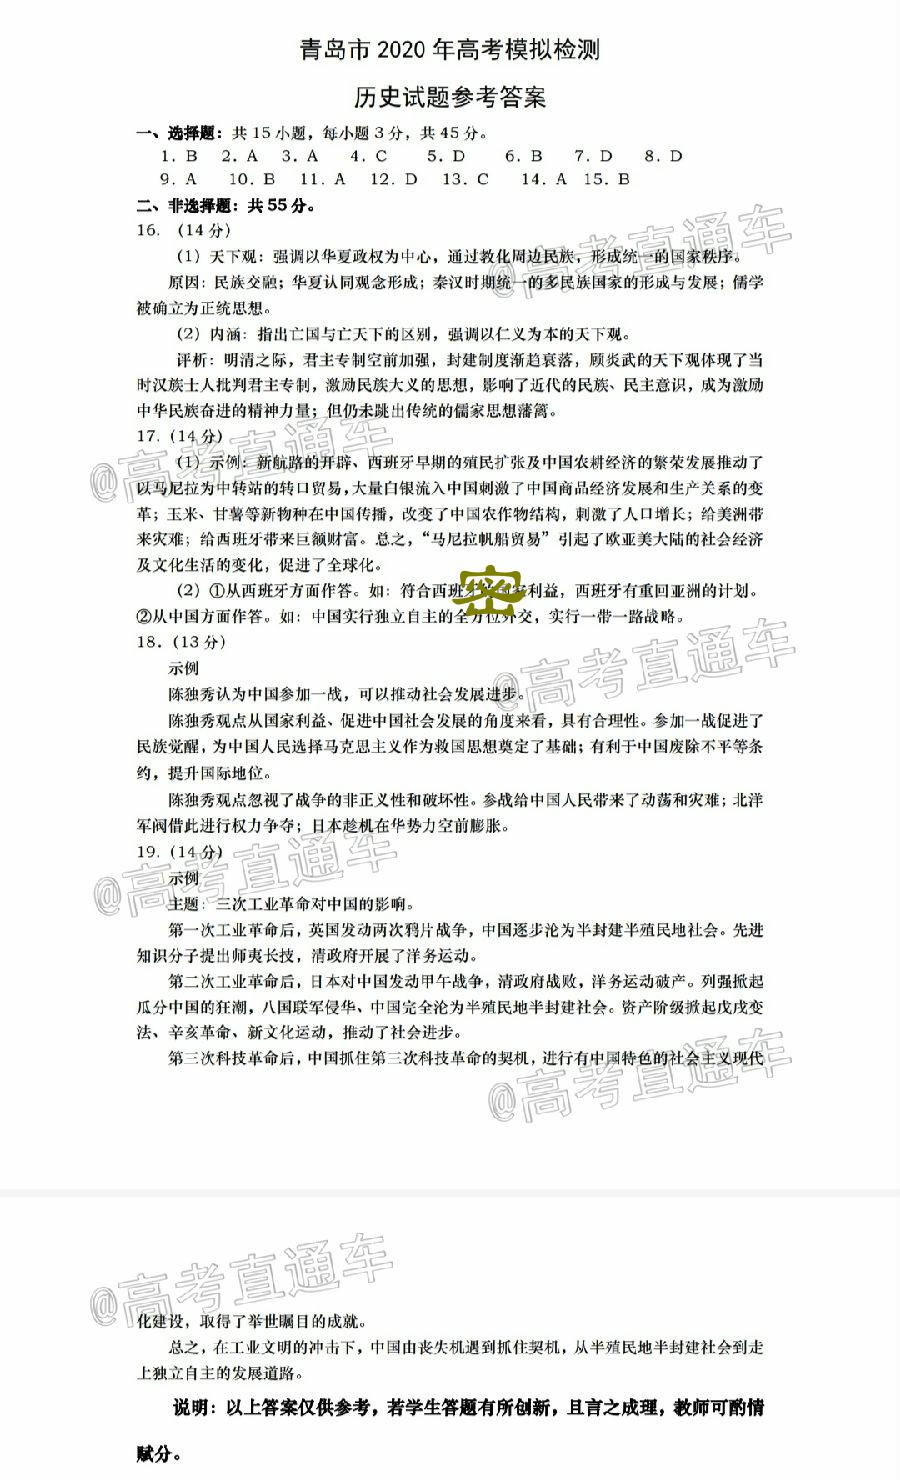 青岛市 2020 年高考模拟检测
历史试题参考答案
一、选择题：共 15 小题，每小题 3 分，共 45 分。
1. B 2. A 3. A 4. C 5. D 6. B 7. D 8. D
9. A 10. B 11. A 12. D 13. C 14. A 15. B
二、非选择题：共 55 分。
16. （14 分）
（1）天下观：强调以华夏政权为中心，通过教化周边民族，形成统一的国家秩序。
@高考直通车
原因：民族交融；华夏认同观念形成；秦汉时期统一的多民族国家的形成与发展；儒学
被确立为正统思想。
（2）内涵：指出亡国与亡天下的区别，强调以仁义为本的天下观。
评析：明清之际，君主专制空前加强，封建制度渐趋衰落，顾炎武的天下观体现了当
时汉族士人批判君主专制，激励民族大义的思想，影响了近代的民族、民主意识，成为激励
中华民族奋进的精神力量；但仍未跳出传统的儒家思想藩篱。
17. （14 分）
@高考直通车
（1）示例：新航路的开辟、西班牙早期的殖民扩张及中国农耕经济的繁荣发展推动了
以马尼拉为中转站的转口贸易，大量白银流入中国刺激了中国商品经济发展和生产关系的变
革；玉米、甘薯等新物种在中国传播，改变了中国农作物结构，刺激了人口增长；给美洲带
来灾难；给西班牙带来巨额财富。总之，“马尼拉帆船贸易”引起了欧亚美大陆的社会经济
及文化生活的变化，促进了全球化。
（2）①从西班牙方面作答。如：符合西班牙的国家利益，西班牙有重回亚洲的计划。
密
②从中国方面作答。如：中国实行独立自主的全方位外交，实行一带一路战略。
18. （13 分）
示例
@高考直通车
陈独秀认为中国参加一战，可以推动社会发展进步。
陈独秀观点从国家利益、促进中国社会发展的角度来看，具有合理性。参加一战促进了
民族觉醒，为中国人民选择马克思主义作为救国思想奠定了基础；有利于中国废除不平等条
约，提升国际地位。
陈独秀观点忽视了战争的非正义性和破坏性。参战给中国人民带来了动荡和灾难；北洋
军阀借此进行权力争夺；日本趁机在华势力空前膨胀。
19. （14 分）
@高考直通车
示例
主题：三次工业革命对中国的影响。
第一次工业革命后，英国发动两次鸦片战争，中国逐步沦为半封建半殖民地社会。先进
知识分子提出师夷长技，清政府开展了洋务运动。
第二次工业革命后，日本对中国发动甲午战争，清政府战败，洋务运动破产。列强掀起
瓜分中国的狂潮，八国联军侵华、中国完全沦为半殖民地半封建社会。资产阶级掀起戊戌变
法、辛亥革命、新文化运动，推动了社会进步。
第三次科技革命后，中国抓住第三次科技革命的契机，进行有中国特色的社会主义现代
@高考直通车
@高考直通车
化建设，取得了举世瞩目的成就。
总之，在工业文明的冲击下，中国由丧失机遇到抓住契机，从半殖民地半封建社会到走
上独立自主的发展道路。
说明：以上答案仅供参考，若学生答题有所创新，且言之成理，教师可酌情
赋分。